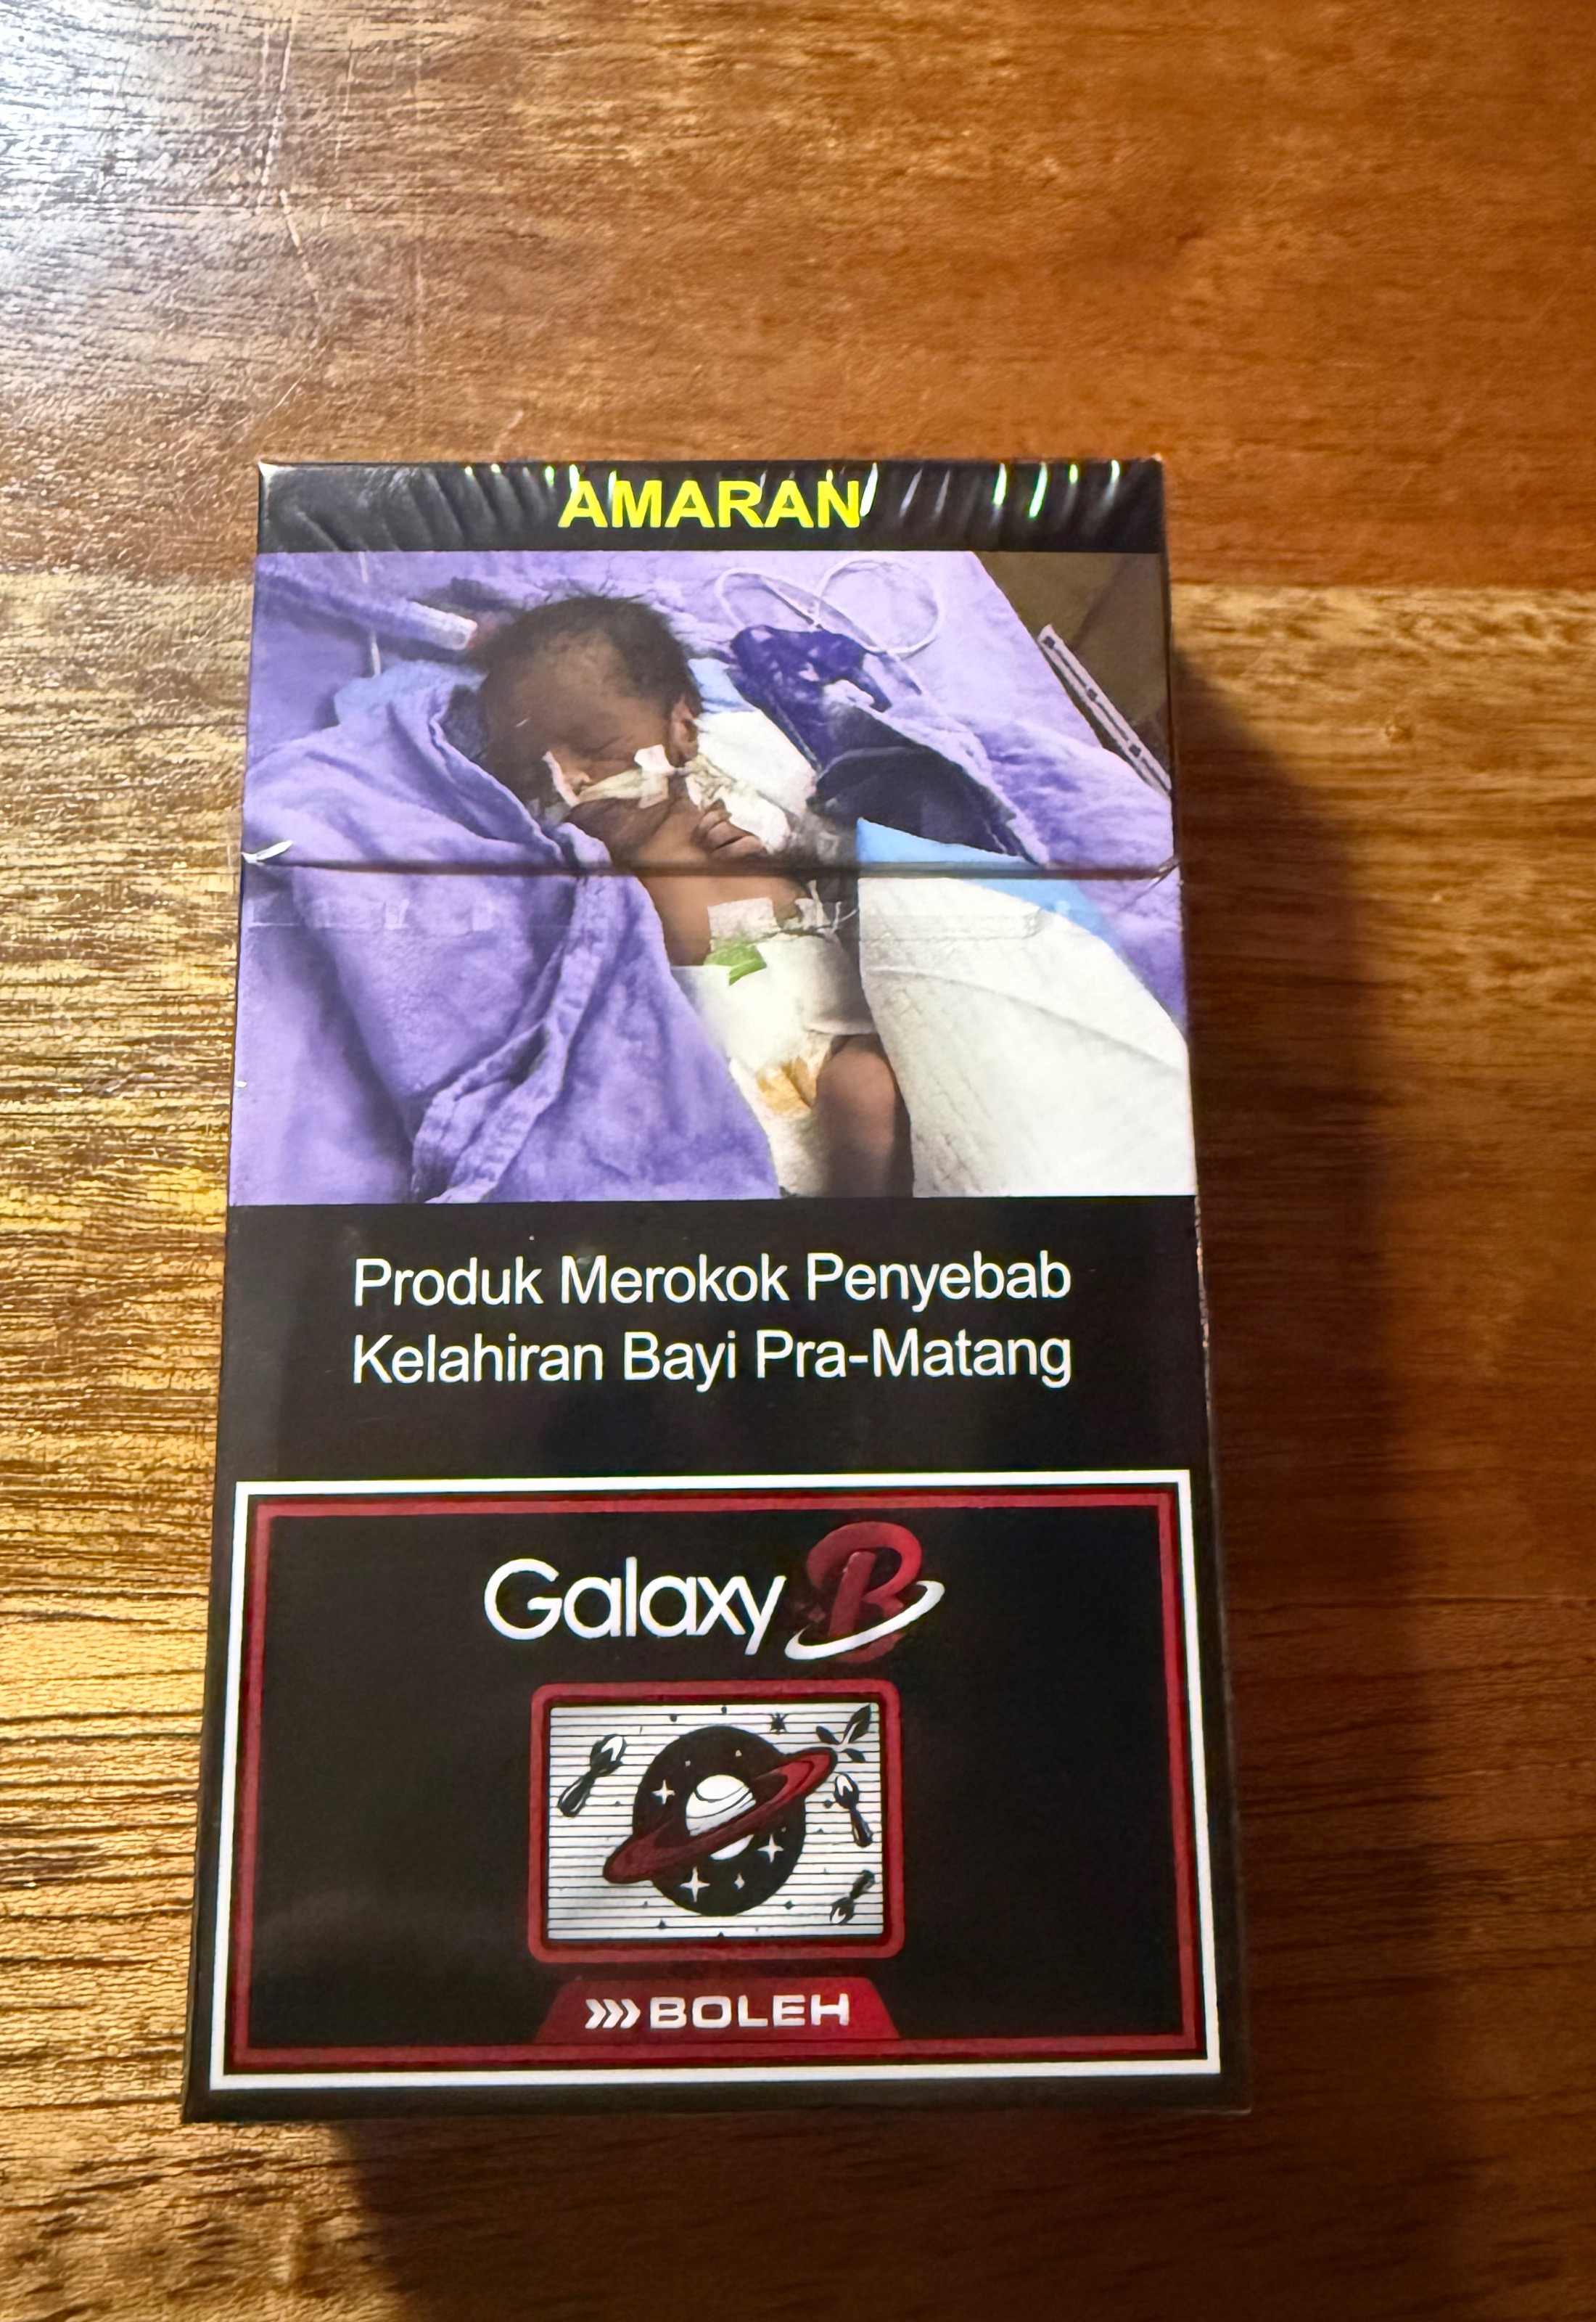 AMARAN
Produk Merokok Penyebab
Kelahiran Bayi Pra-Matang
Galaxy B
BOLEH